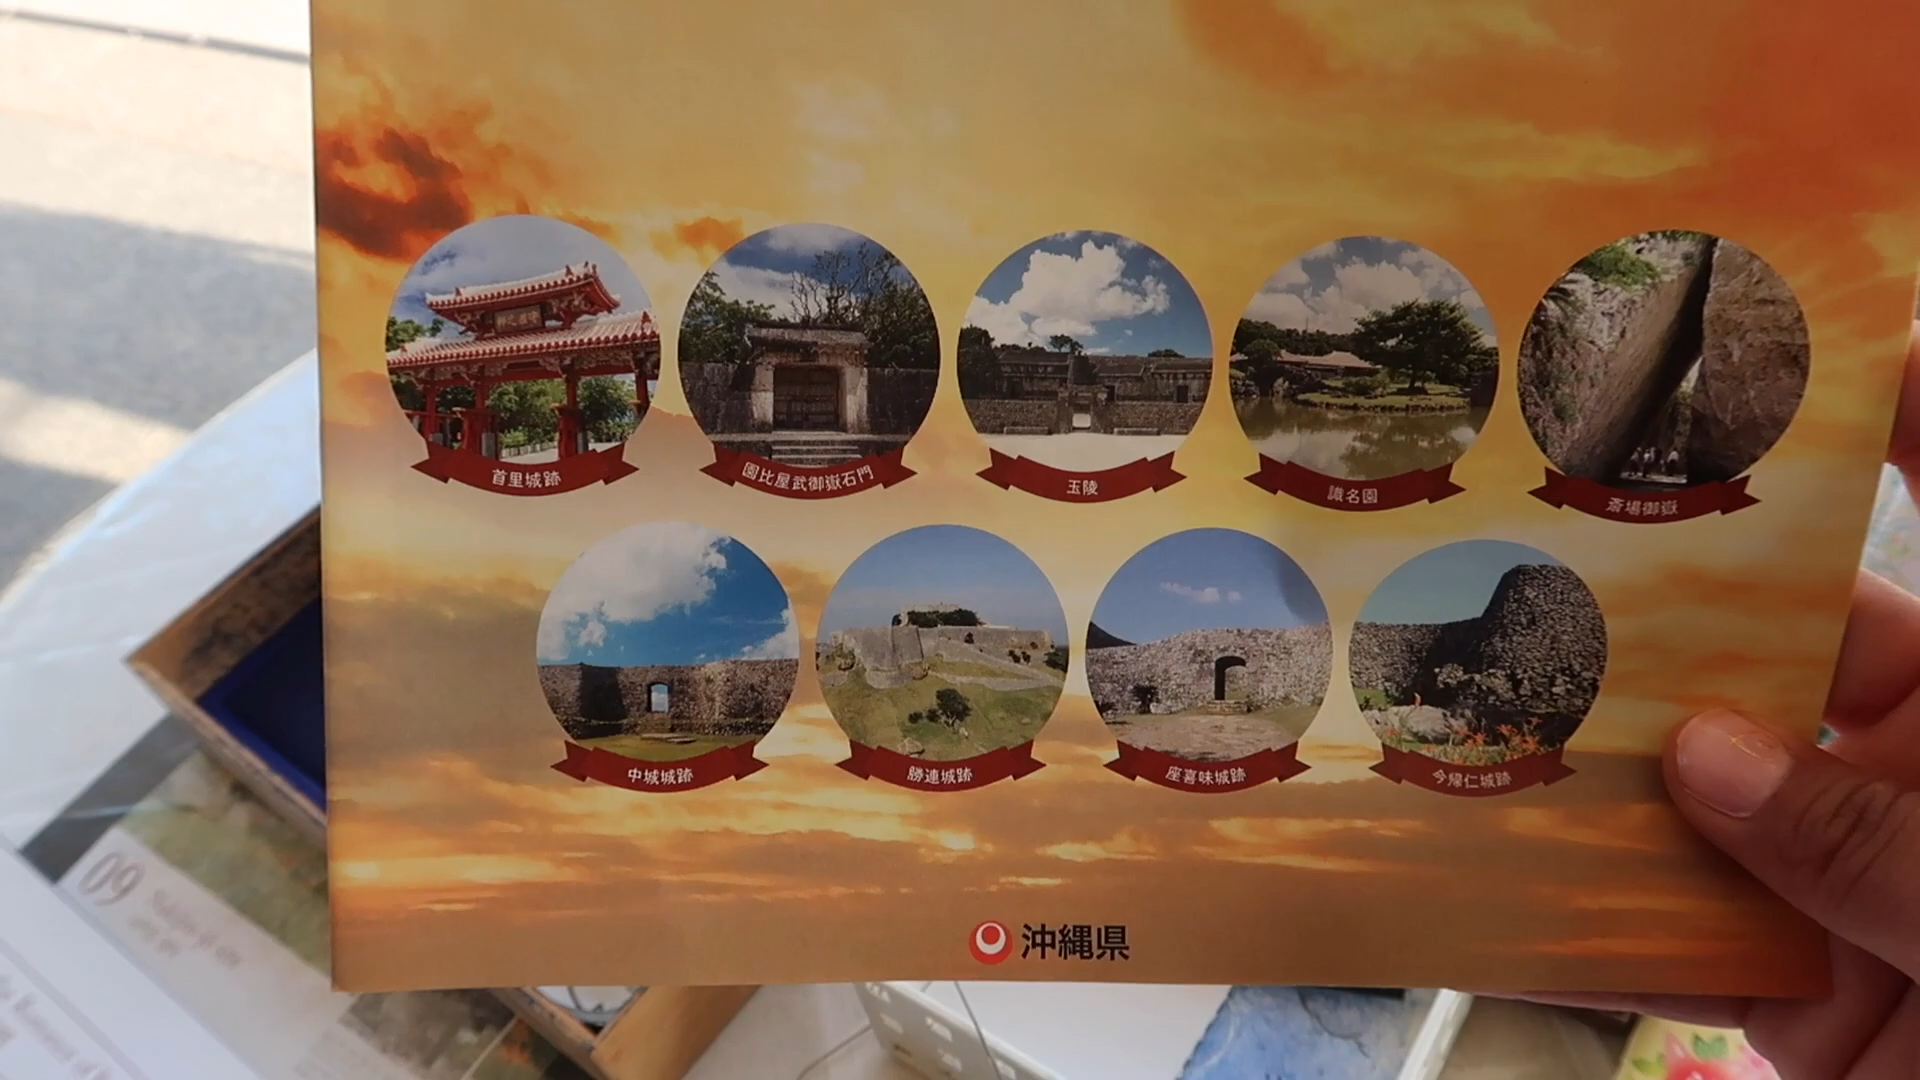 首里城跡
園比屋武御嶽石門
玉陵
識名園
斎場御嶽
中城城跡
勝連城跡
座喜味城跡
今帰仁城跡
沖縄県
09